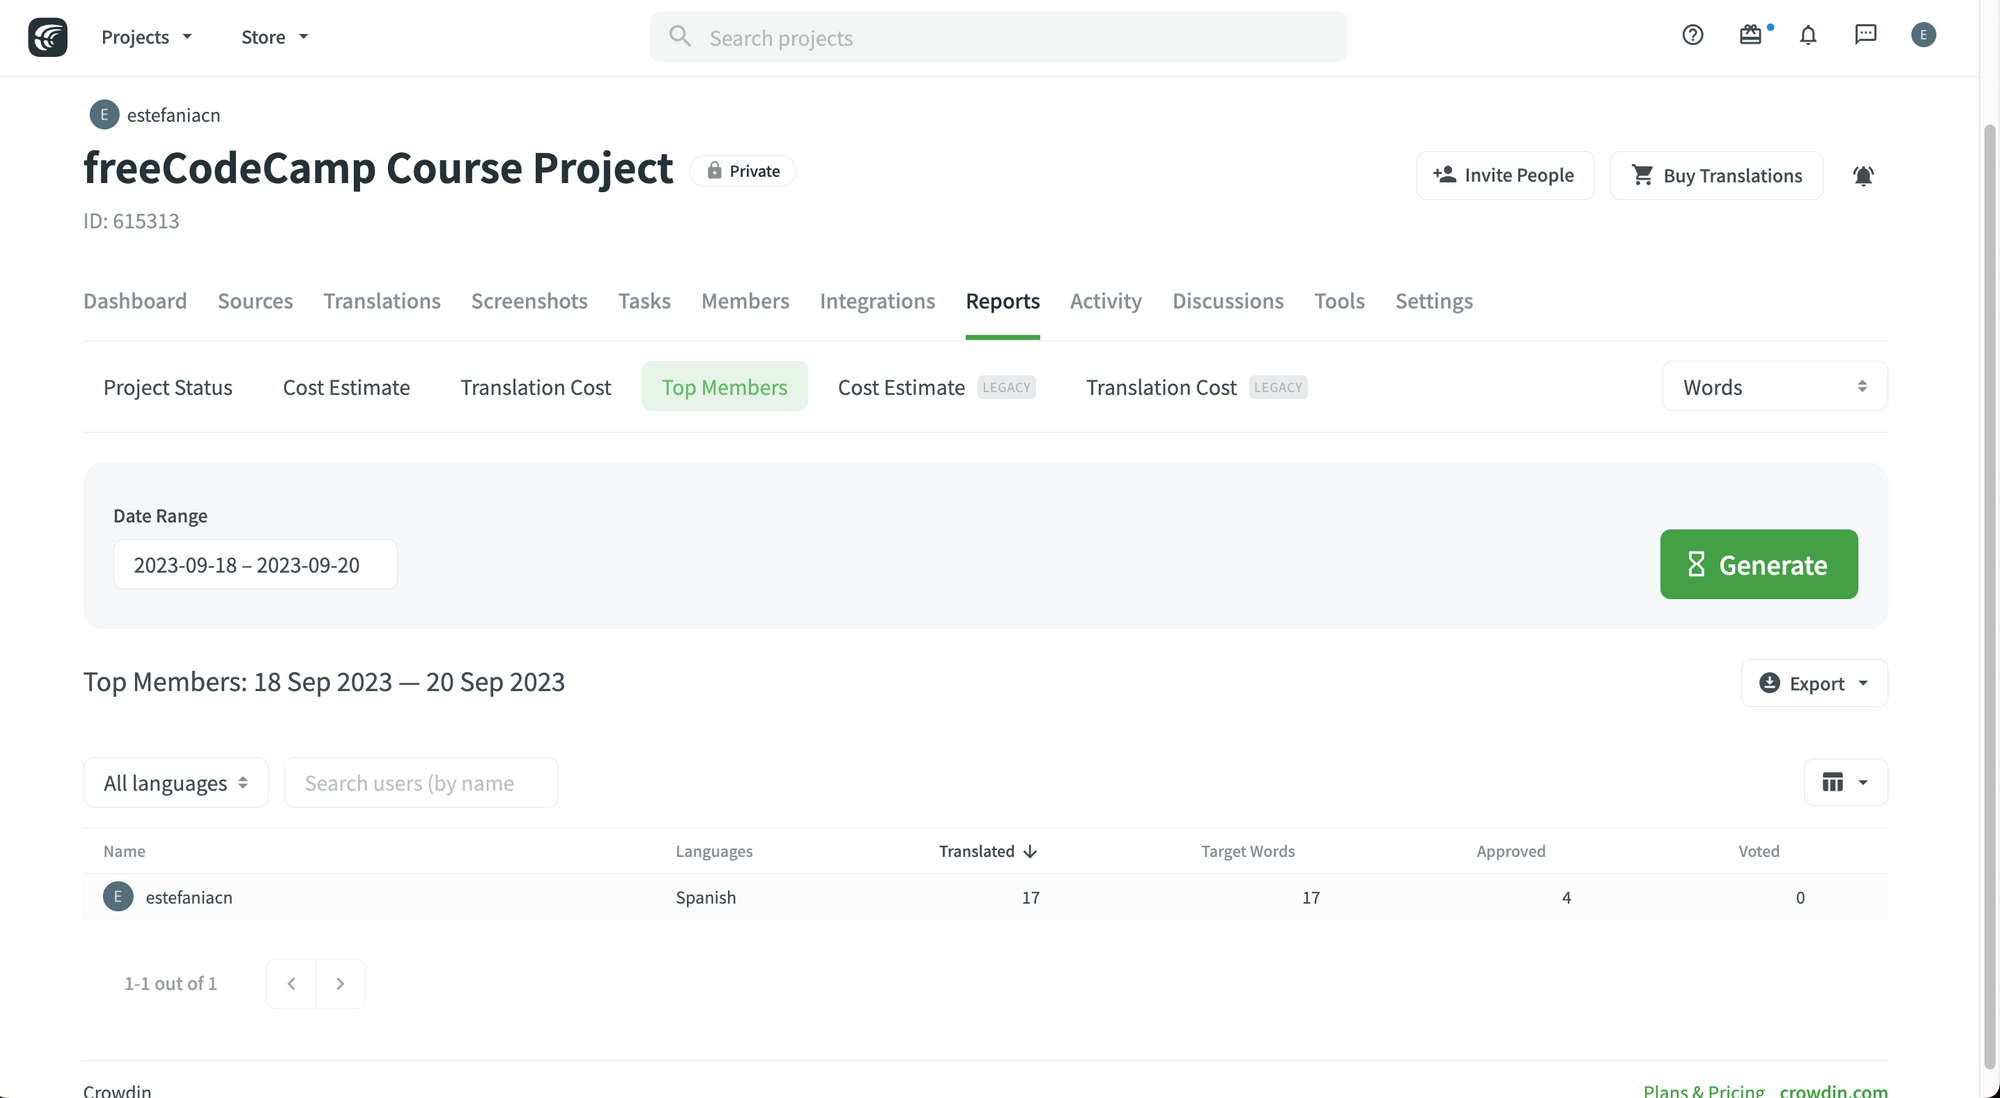 Projects Store Search projects E
E estefaniacn
freeCodeCamp Course Project Private Invite People Buy Translations
ID: 615313
Dashboard Sources Translations Screenshots Tasks Members Integrations Reports Activity Discussions Tools Settings
Project Status Cost Estimate Translation Cost Top Members Cost Estimate LEGACY Translation Cost LEGACY Words
Date Range
2023-09-18 – 2023-09-20 Generate
Top Members: 18 Sep 2023 — 20 Sep 2023 Export
All languages Search users (by name
Name Languages Translated Target Words Approved Voted
E estefaniacn Spanish 17 17 4 0
1-1 out of 1
Crowdin Plans & Pricing crowdin.com